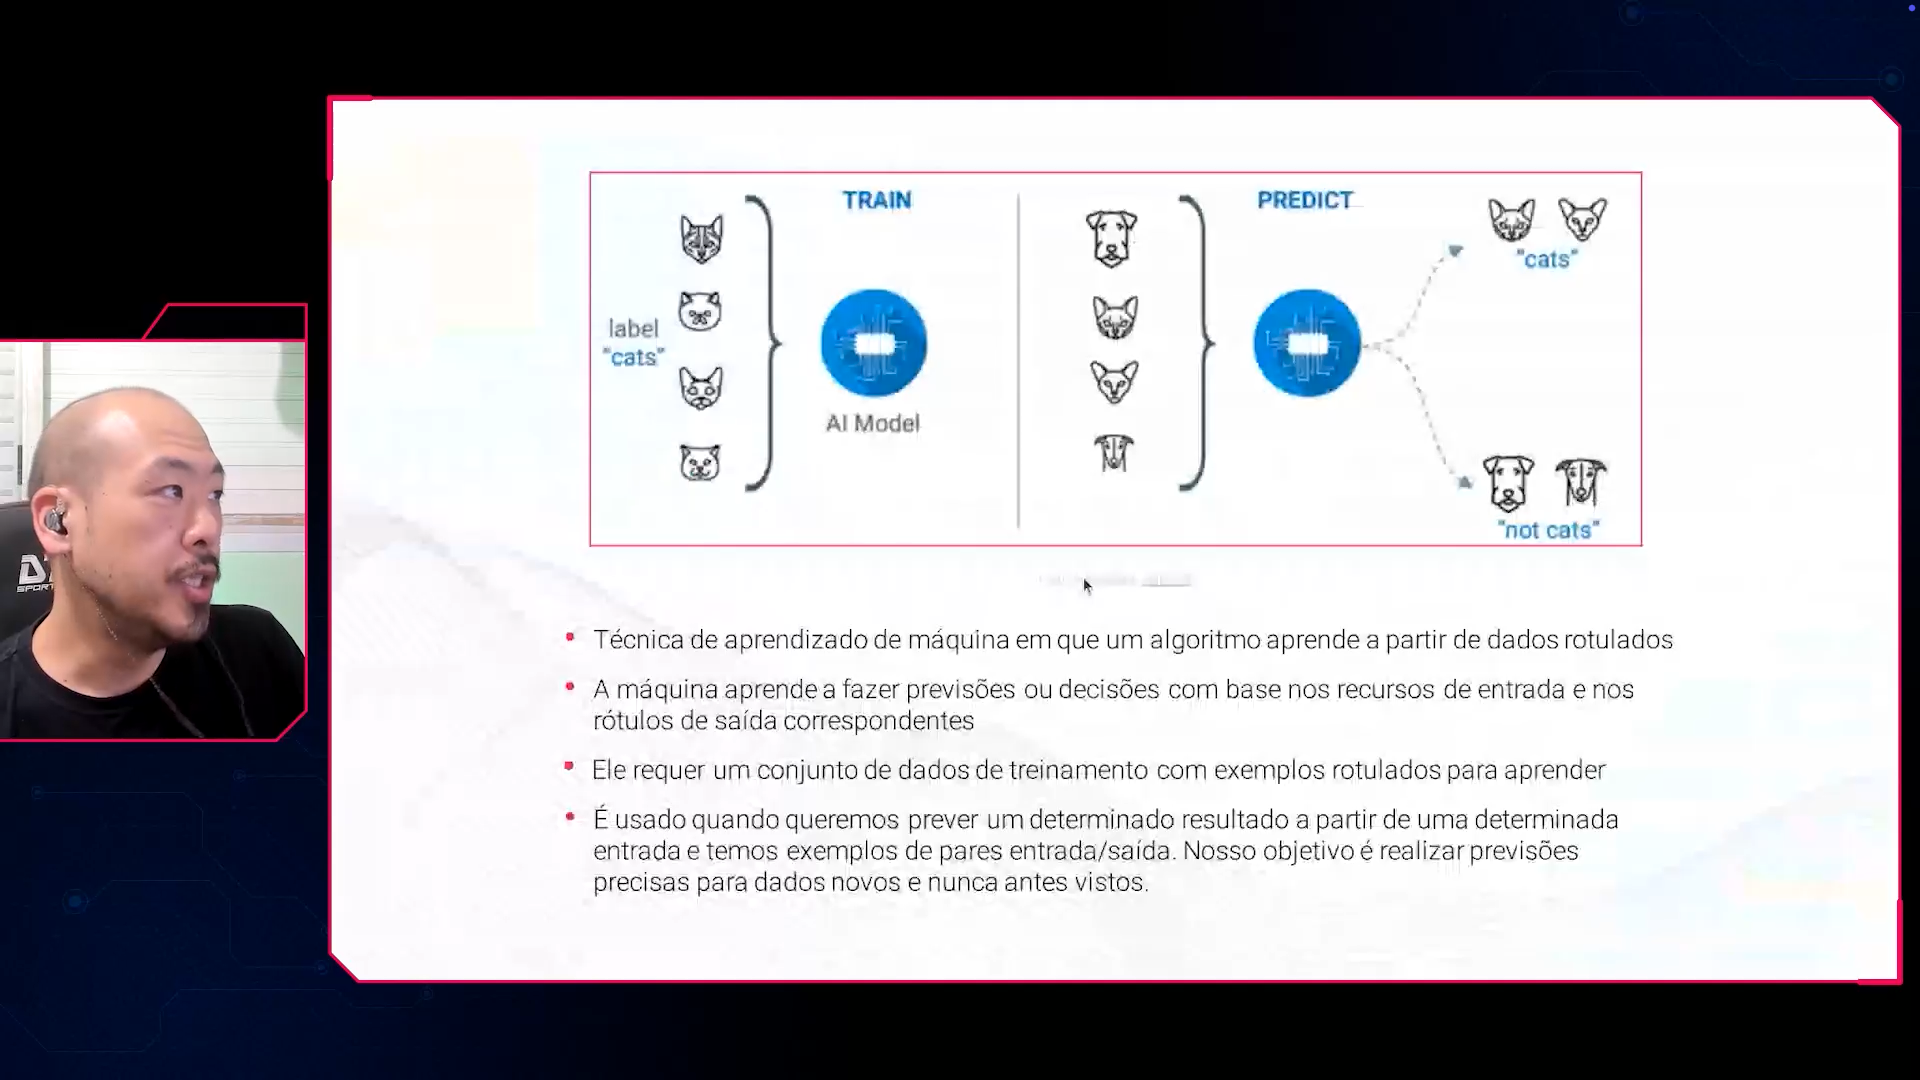 TRAIN
label
"cats"
AI Model
PREDICT
"cats"
"not cats"
• Técnica de aprendizado de máquina em que um algoritmo aprende a partir de dados rotulados
• A máquina aprende a fazer previsões ou decisões com base nos recursos de entrada e nos
rótulos de saída correspondentes
• Ele requer um conjunto de dados de treinamento com exemplos rotulados para aprender
• É usado quando queremos prever um determinado resultado a partir de uma determinada
entrada e temos exemplos de pares entrada/saída. Nosso objetivo é realizar previsões
precisas para dados novos e nunca antes vistos.